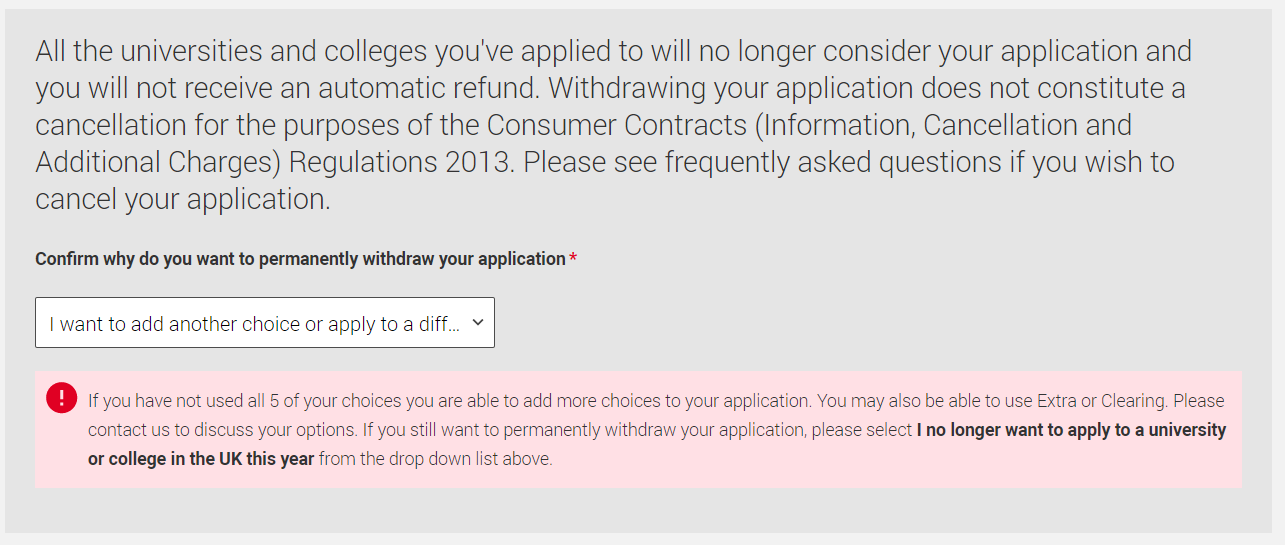 All the universities and colleges you've applied to will no longer consider your application and
you will not receive an automatic refund. Withdrawing your application does not constitute a
cancellation for the purposes of the Consumer Contracts (Information, Cancellation and
Additional Charges) Regulations 2013. Please see frequently asked questions if you wish to
cancel your application.
Confirm why do you want to permanently withdraw your application *
I want to add another choice or apply to a diff...
! If you have not used all 5 of your choices you are able to add more choices to your application. You may also be able to use Extra or Clearing. Please
contact us to discuss your options. If you still want to permanently withdraw your application, please select I no longer want to apply to a university
or college in the UK this year from the drop down list above.